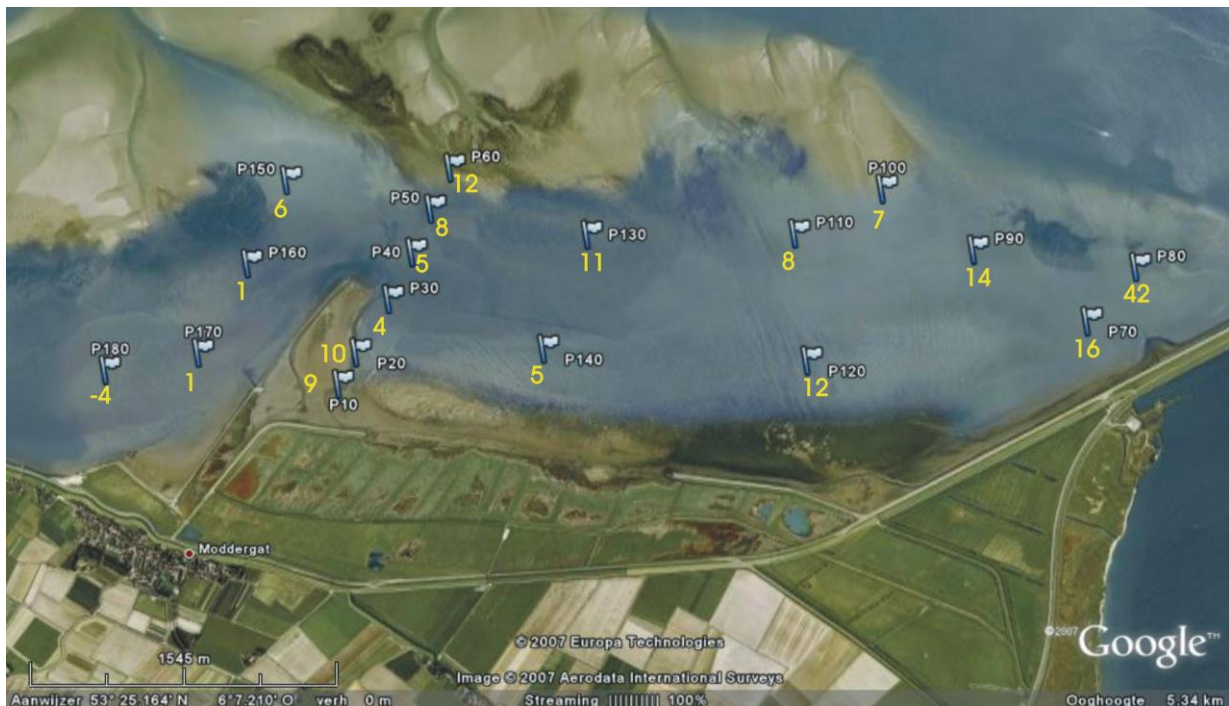 P150
6
P60
12
P50
8
P100
7
P160
1
P40
5
P130
11
P110
8
P90
14
P80
42
P30
4
P70
16
P180
-4
P170
1
10
P20
9
P10
P140
5
P120
12
Moddergat
1545 m
© 2007 Europa Technologies
Image © 2007 Aerodata International Surveys
© 2007 Google™
Aanwijzer 53° 25.164' N 6° 7.210' O verh 0 m Streaming 100% Ooghoogte 5.34 km